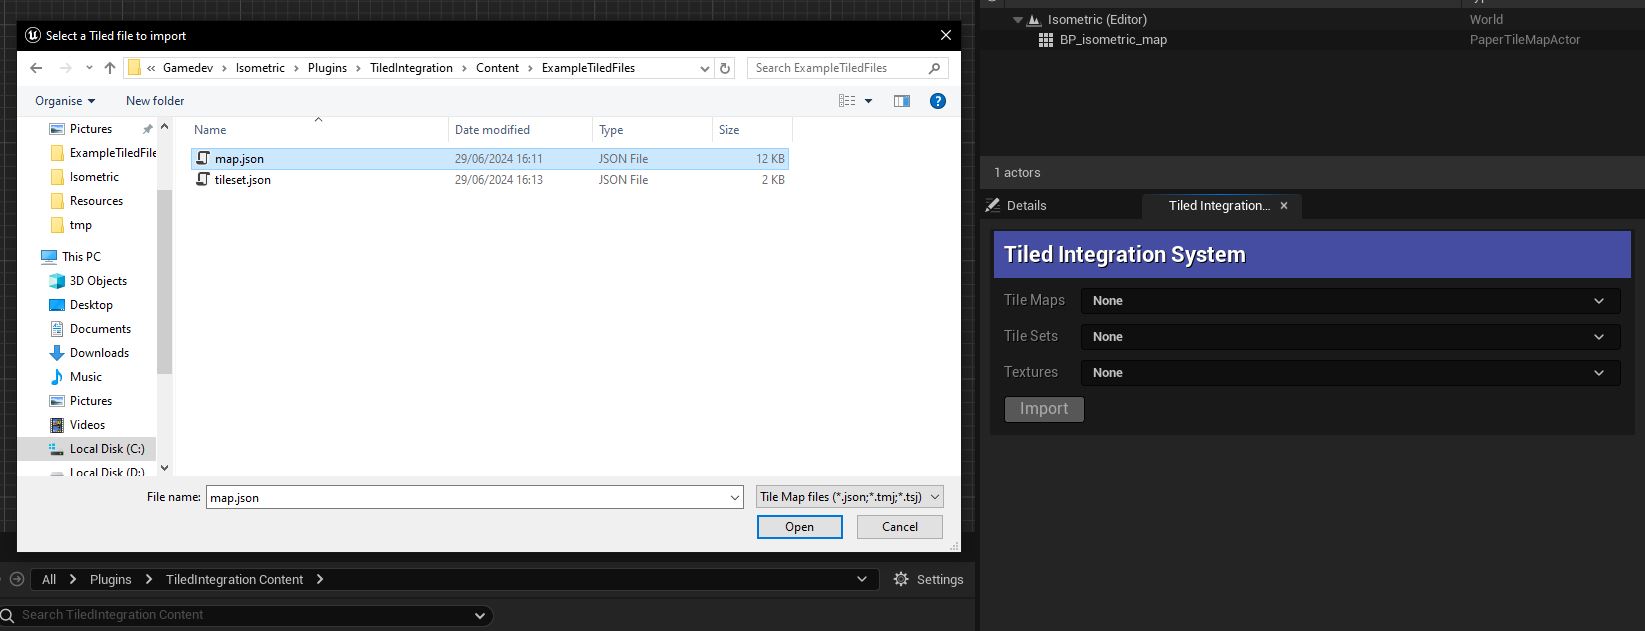 Select a Tiled file to import
« Gamedev > Isometric > Plugins > TiledIntegration > Content > ExampleTiledFiles
Search ExampleTiledFiles
Organise
New folder
Pictures
ExampleTiledFile
Isometric
Resources
tmp
This PC
3D Objects
Desktop
Documents
Downloads
Music
Pictures
Videos
Local Disk (C:)
Local Disk (D:)
Name Date modified Type Size
map.json 29/06/2024 16:11 JSON File 12 KB
tileset.json 29/06/2024 16:13 JSON File 2 KB
File name: map.json
Tile Map files (*.json;*.tmj;*.tsj)
Open Cancel
All > Plugins > TiledIntegration Content >
Settings
Search TiledIntegration Content
Isometric (Editor) World
BP_isometric_map PaperTileMapActor
1 actors
Details
Tiled Integration...
Tiled Integration System
Tile Maps None
Tile Sets None
Textures None
Import